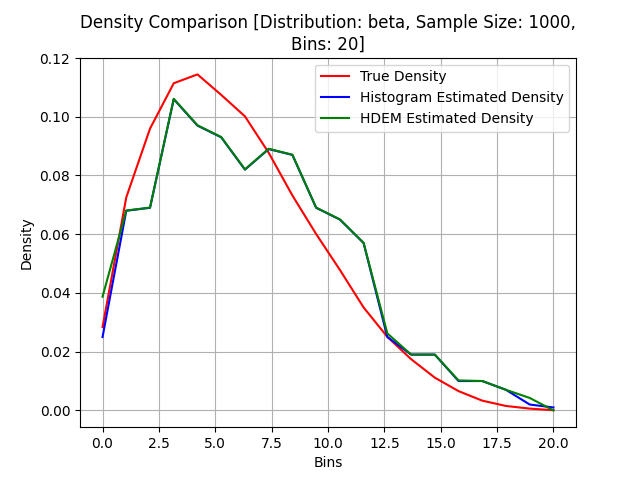 Density Comparison [Distribution: beta, Sample Size: 1000,
Bins: 20]
True Density
Histogram Estimated Density
HDEM Estimated Density
Density
0.12
0.10
0.08
0.06
0.04
0.02
0.00
0.0 2.5 5.0 7.5 10.0 12.5 15.0 17.5 20.0
Bins